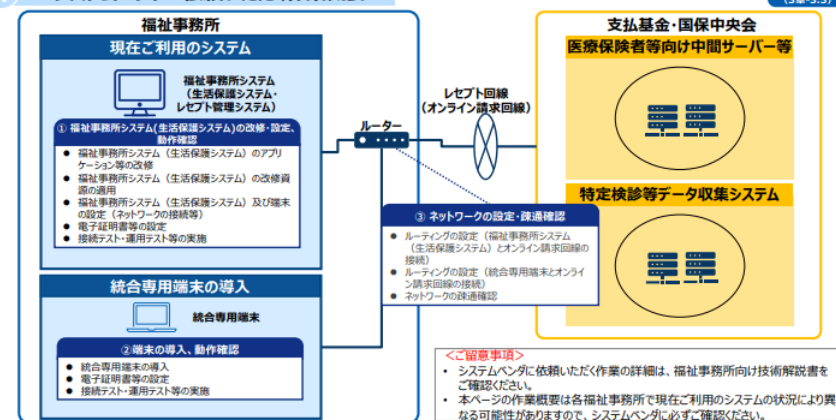 (3章-3.3)
福祉事務所
現在ご利用のシステム
福祉事務所システム
(生活保護システム・
レセプト管理システム)
① 福祉事務所システム(生活保護システム)の改修・設定、
動作確認
● 福祉事務所システム（生活保護システム）のアプリ
ケーション等の改修
● 福祉事務所システム（生活保護システム）の改修資
源の適用
● 福祉事務所システム（生活保護システム）及び端末
の設定（ネットワークの接続等）
● 電子証明書等の設定
● 接続テスト・運用テスト等の実施
統合専用端末の導入
統合専用端末
②端末の導入、動作確認
● 統合専用端末の導入
● 電子証明書等の設定
● 接続テスト・運用テスト等の実施
ルーター
レセプト回線
(オンライン請求回線)
③ ネットワークの設定・疎通確認
● ルーティングの設定（福祉事務所システム
（生活保護システム）とオンライン請求回線の
接続）
● ルーティングの設定（統合専用端末とオンライ
ン請求回線の接続）
● ネットワークの疎通確認
支払基金・国保中央会
医療保険者等向け中間サーバー等
特定検診等データ収集システム
＜ご留意事項＞
・ システムベンダに依頼いただく作業の詳細は、福祉事務所向け技術解説書を
ご確認ください。
・ 本ページの作業概要は各福祉事務所で現在ご利用のシステムの状況により異
なる可能性がありますので、システムベンダに必ずご確認ください。